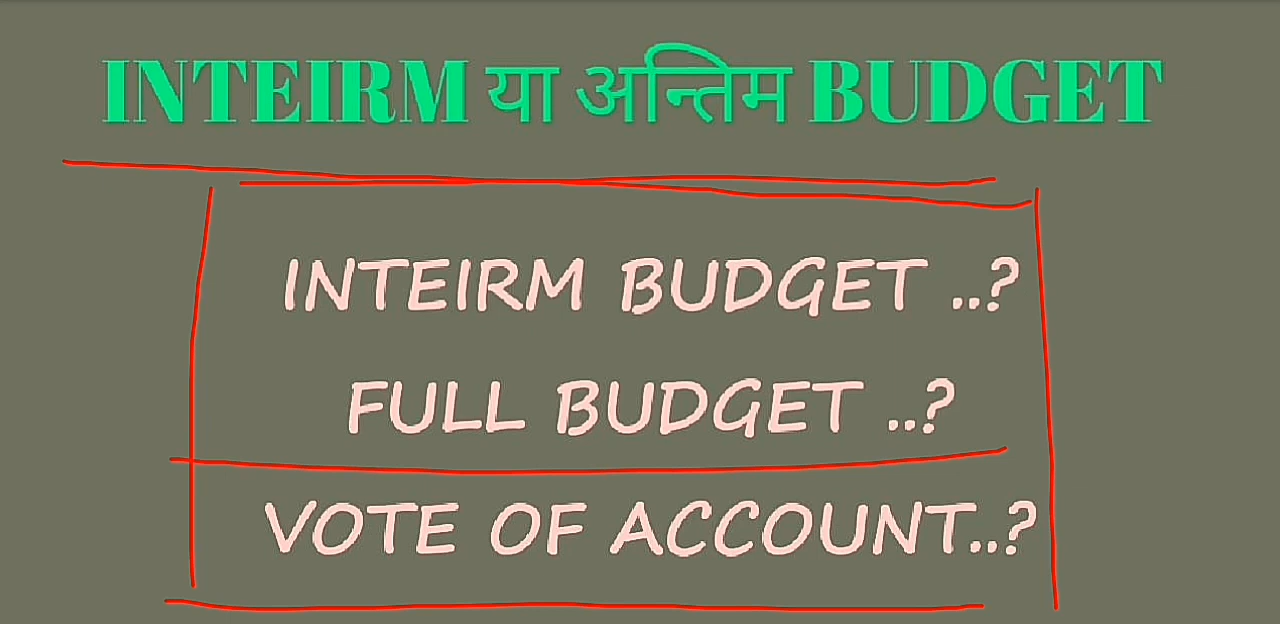 INTEIRM या अन्तिम BUDGET
INTEIRM BUDGET ..?
FULL BUDGET ..?
VOTE OF ACCOUNT..?